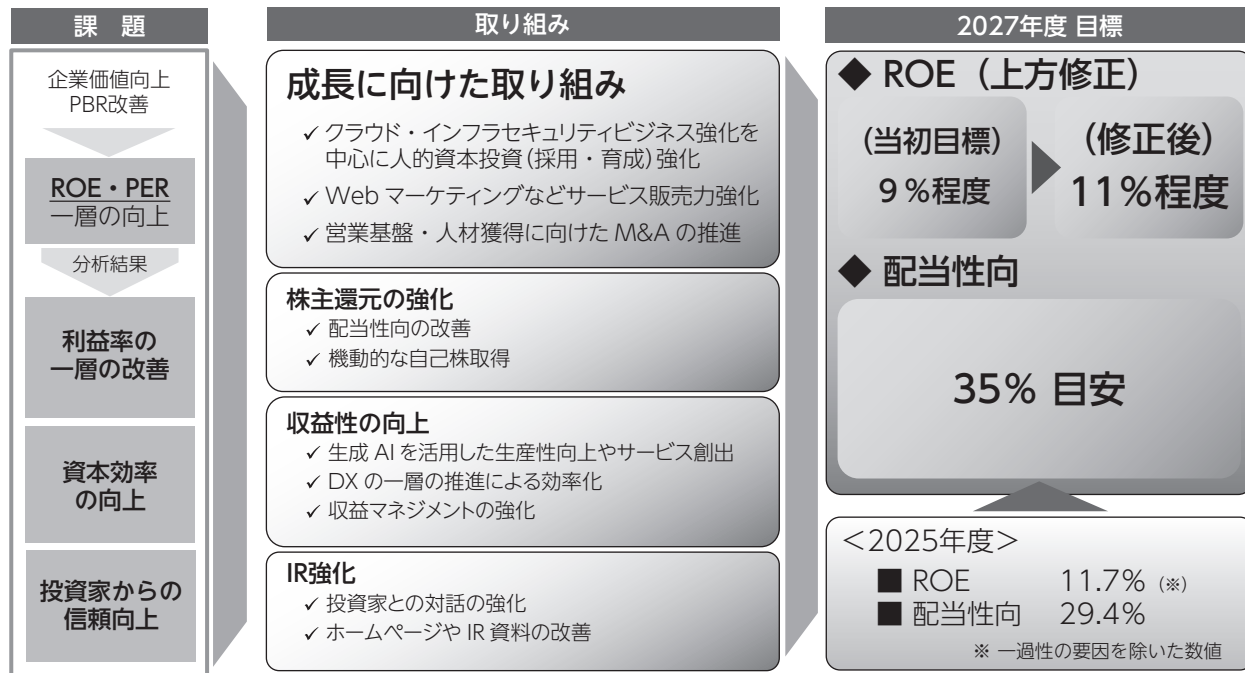 課 題
企業価値向上
PBR改善
ROE・PER
一層の向上
分析結果
利益率の
一層の改善
資本効率
の向上
投資家からの
信頼向上
取り組み
成長に向けた取り組み
✓ クラウド・インフラセキュリティビジネス強化を
中心に人的資本投資（採用・育成）強化
✓ Web マーケティングなどサービス販売力強化
✓ 営業基盤・人材獲得に向けた M&A の推進
株主還元の強化
✓ 配当性向の改善
✓ 機動的な自己株取得
収益性の向上
✓ 生成 AI を活用した生産性向上やサービス創出
✓ DX の一層の推進による効率化
✓ 収益マネジメントの強化
IR強化
✓ 投資家との対話の強化
✓ ホームページや IR 資料の改善
2027年度 目標
◆ ROE（上方修正）
（当初目標）
9％程度
（修正後）
11％程度
◆ 配当性向
35％ 目安
＜2025年度＞
■ ROE 11.7％（※）
■ 配当性向 29.4％
※ 一過性の要因を除いた数値